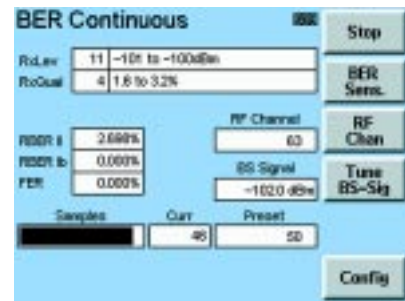 BER Continuous
Stop
RxLev 11 -101 to -100dBm
RxQual 4 1.6 to 3.2%
BER Sens.
RF Channel
RF Chan
RBER II 2.698% 63
RBER Ib 0.000%
BS Signal
Tune BS-Sig
FER 0.000% -102.0 dBm
Samples Curr Preset
46 50
Config